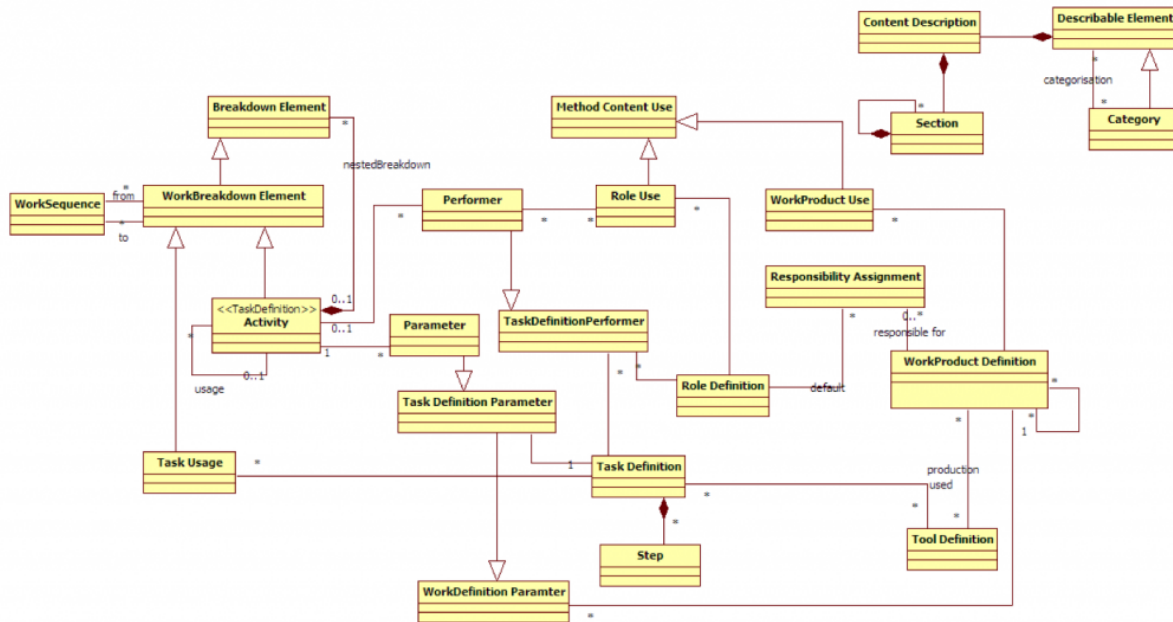 Content Description
Describable Element
*
categorisation
*
Category
*
Section
Breakdown Element
*
nestedBreakdown
Method Content Use
WorkSequence
*
from
*
to
WorkBreakdown Element
Performer
*
*
*
Role Use
*
WorkProduct Use
*
<<TaskDefinition>>
Activity
0..1
0..1
*
0..1
usage
1
Parameter
*
TaskDefinitionPerformer
*
*
Responsibility Assignment
*
0..*
responsible for
default
Role Definition
WorkProduct Definition
*
*
1
Task Definition Parameter
1
Task Usage
*
Task Definition
*
*
Step
production
used
*
*
*
Tool Definition
WorkDefinition Paramter
*